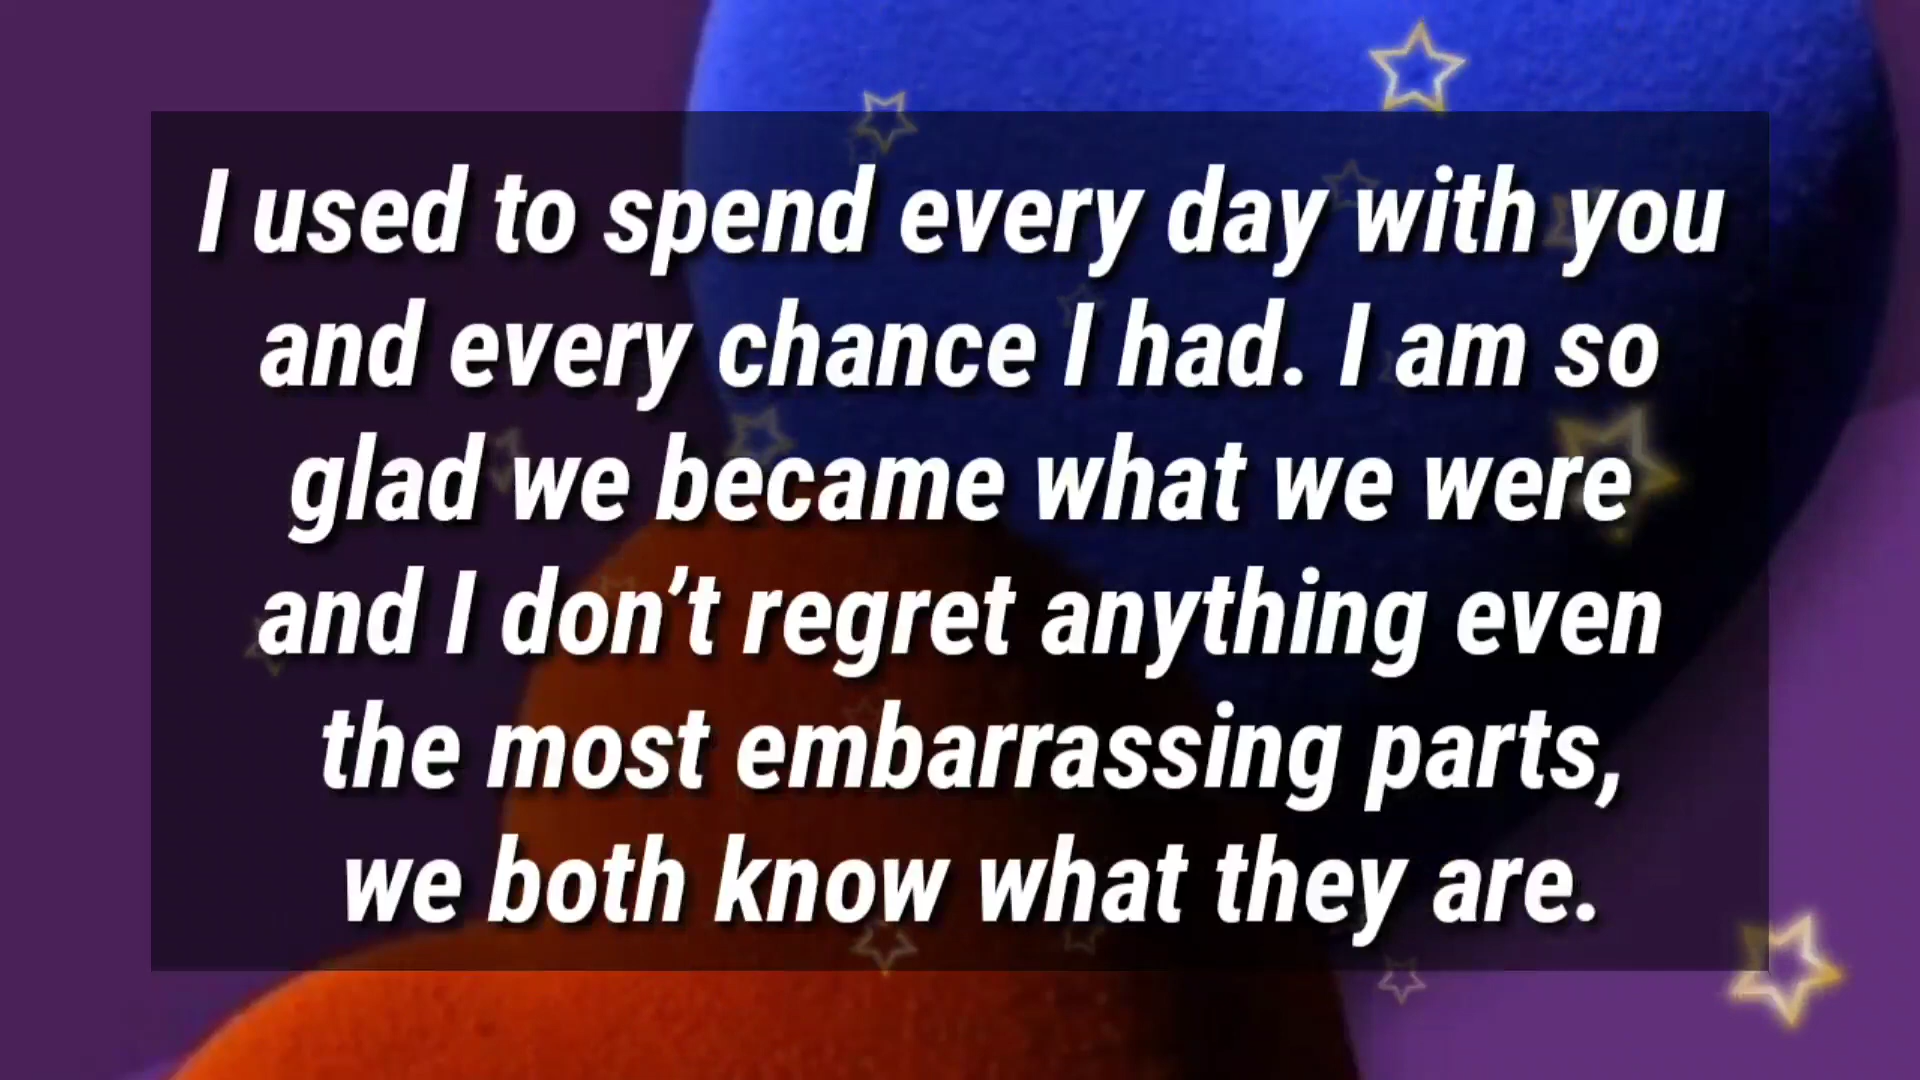 I used to spend every day with you
and every chance I had. I am so
glad we became what we were
and I don’t regret anything even
the most embarrassing parts,
we both know what they are.